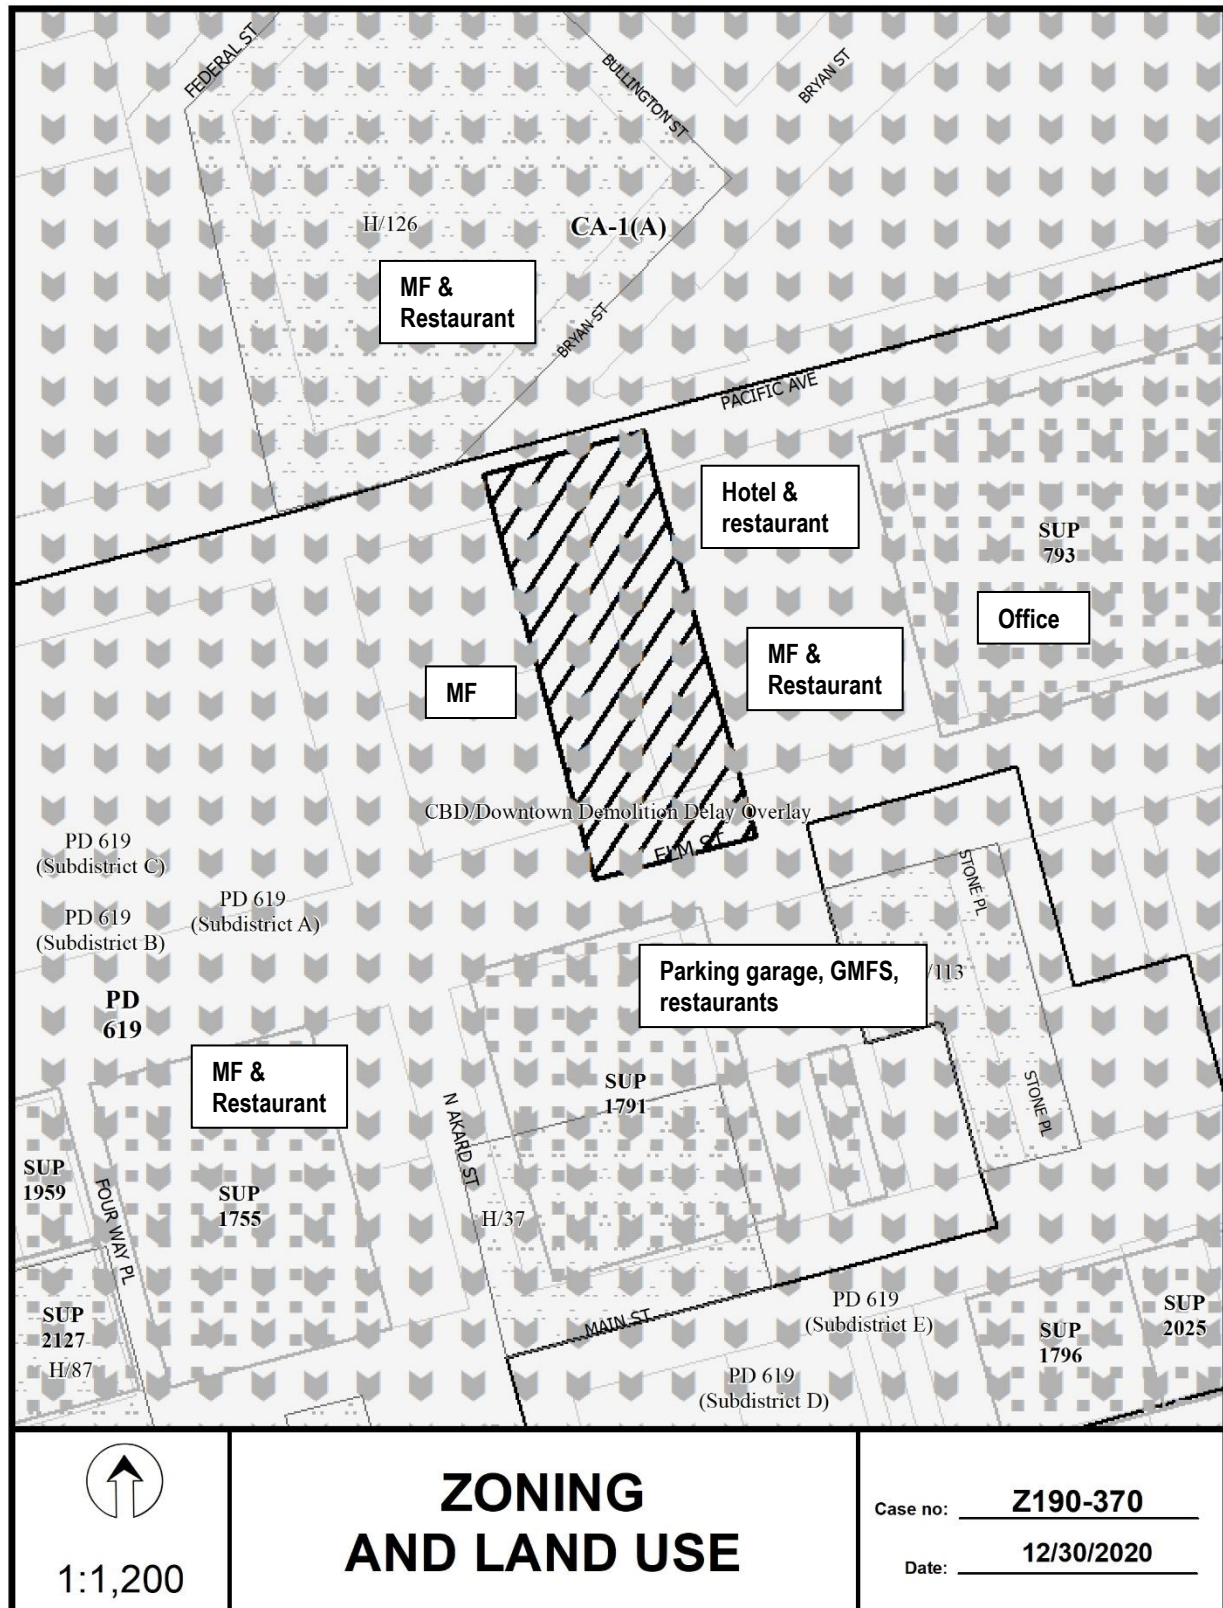 FEDERAL ST
BULLINGTON ST
BRYAN ST
H/126
CA-1(A)
MF &
Restaurant
BRYAN ST
PACIFIC AVE
Hotel &
restaurant
SUP
793
Office
MF &
Restaurant
MF
CBD/Downtown Demolition Delay Overlay
ELM ST
PD 619
(Subdistrict C)
PD 619
(Subdistrict A)
PD 619
(Subdistrict B)
STONE PL
Parking garage, GMFS,
restaurants
/113
PD
619
MF &
Restaurant
SUP
1791
STONE PL
N AKARD ST
SUP
1959
FOUR WAY PL
SUP
1755
H/37
SUP
2127
H/87
MAIN ST
PD 619
(Subdistrict E)
SUP
1796
SUP
2025
PD 619
(Subdistrict D)
1:1,200
ZONING
AND LAND USE
Case no: Z190-370
Date: 12/30/2020